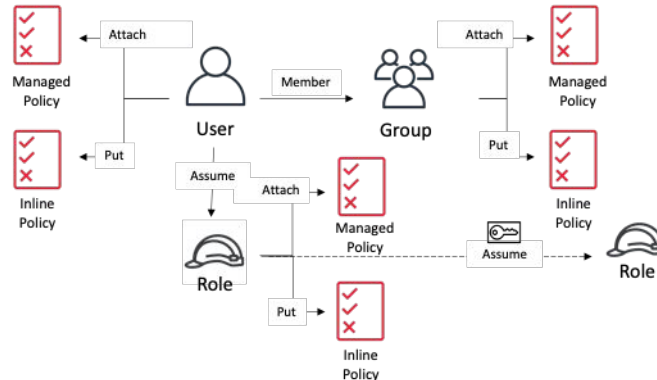 Attach
Managed
Policy
Put
Inline
Policy
User
Member
Group
Attach
Managed
Policy
Put
Inline
Policy
Assume
Attach
Managed
Policy
Role
Put
Inline
Policy
Assume
Role